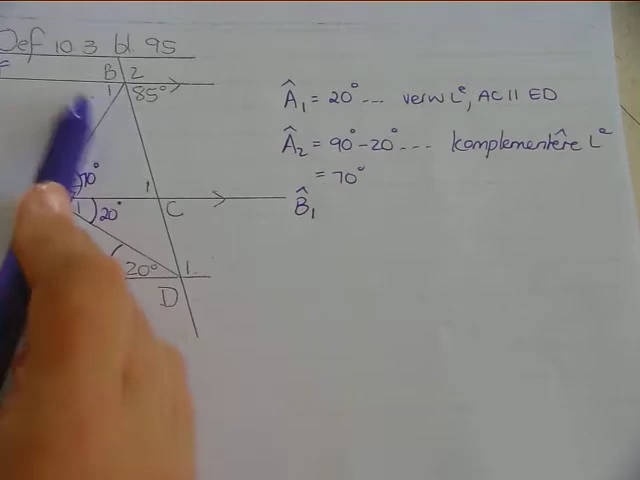 Def 10.3 bl. 95
F
B 2
1 85°
70°
1
1 20° C
20° 1
D
Â₁ = 20° ... verw ∠ᵉ, AC || ED
Â₂ = 90° - 20° ... komplementêre ∠ᵉ
= 70°
B̂₁